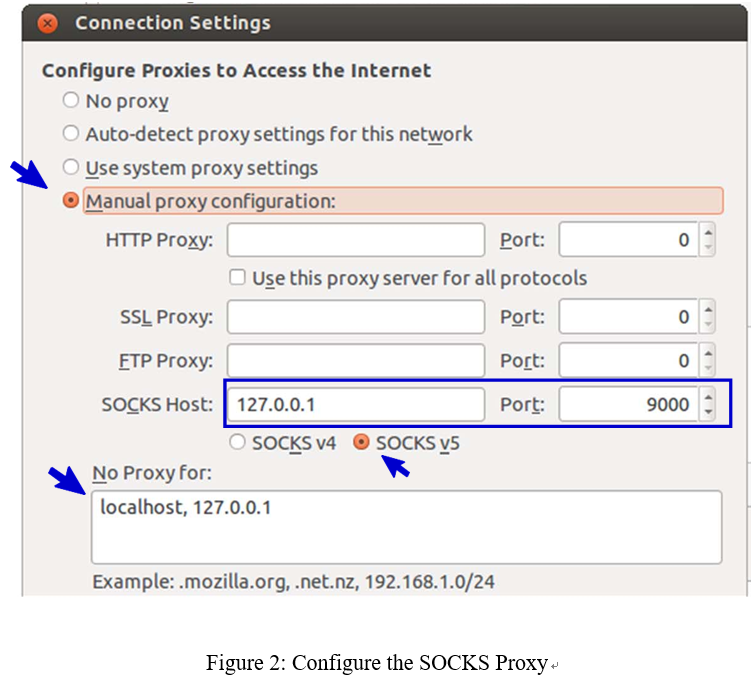 Connection Settings
Configure Proxies to Access the Internet
No proxy
Auto-detect proxy settings for this network
Use system proxy settings
Manual proxy configuration:
HTTP Proxy: Port: 0
Use this proxy server for all protocols
SSL Proxy: Port: 0
FTP Proxy: Port: 0
SOCKS Host: 127.0.0.1 Port: 9000
SOCKS v4 SOCKS v5
No Proxy for:
localhost, 127.0.0.1
Example: .mozilla.org, .net.nz, 192.168.1.0/24
Figure 2: Configure the SOCKS Proxy